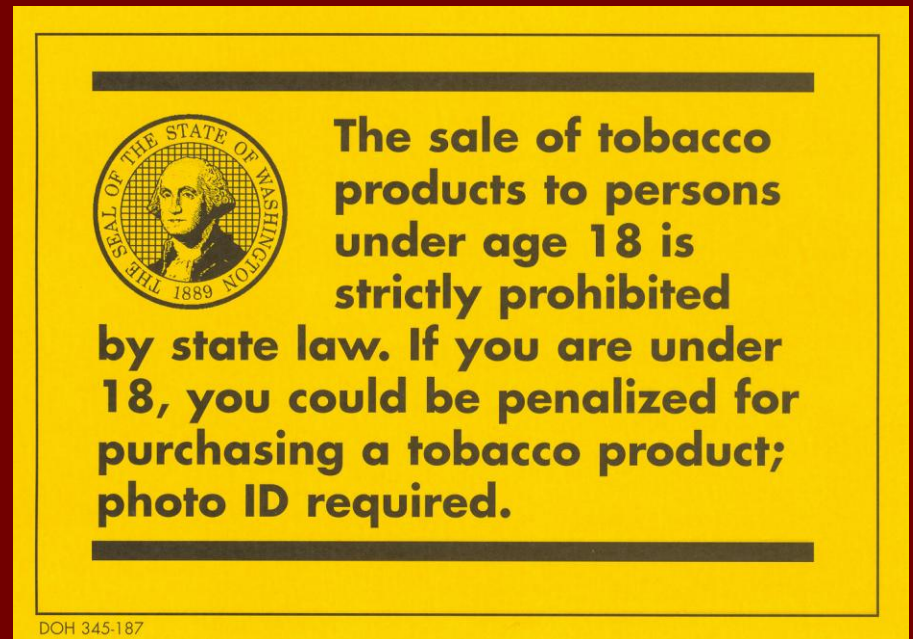 THE SEAL OF THE STATE OF WASHINGTON
1889
The sale of tobacco
products to persons
under age 18 is
strictly prohibited
by state law. If you are under
18, you could be penalized for
purchasing a tobacco product;
photo ID required.
DOH 345-187